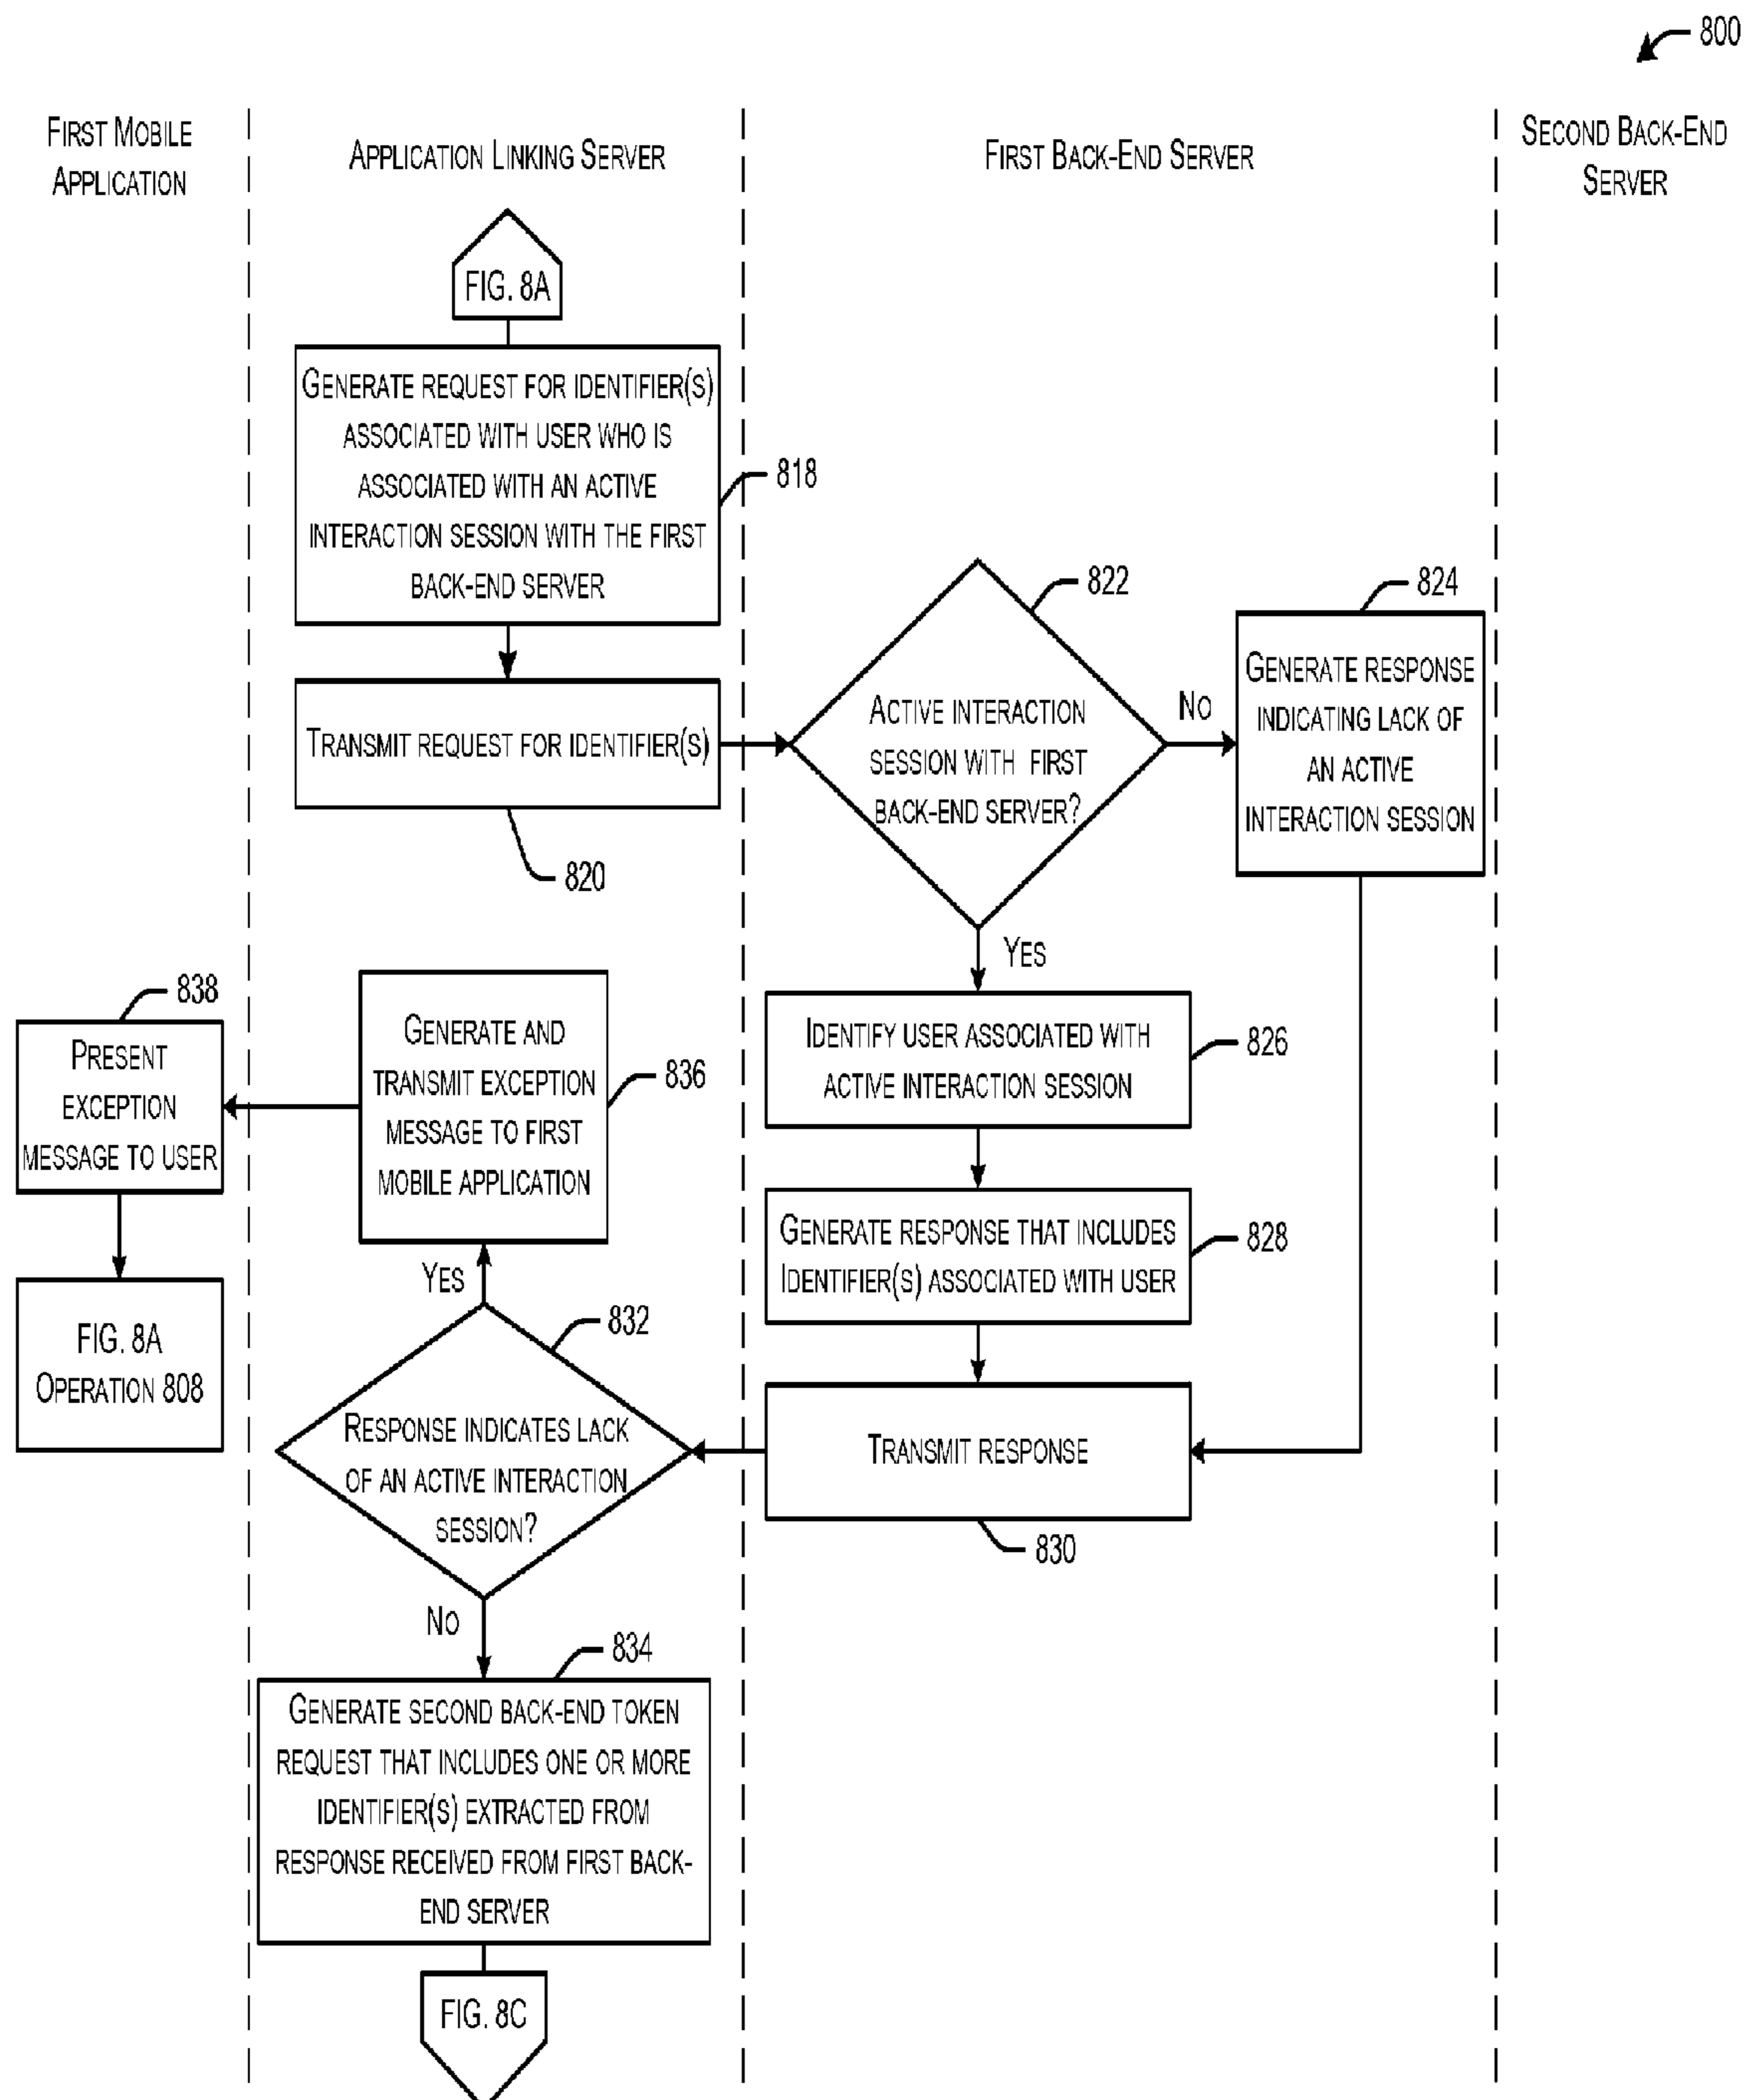 800
FIRST MOBILE
APPLICATION
APPLICATION LINKING SERVER
FIRST BACK-END SERVER
SECOND BACK-END
SERVER
FIG. 8A
GENERATE REQUEST FOR IDENTIFIER(S)
ASSOCIATED WITH USER WHO IS
ASSOCIATED WITH AN ACTIVE
INTERACTION SESSION WITH THE FIRST
BACK-END SERVER
818
TRANSMIT REQUEST FOR IDENTIFIER(S)
820
822
ACTIVE INTERACTION
SESSION WITH FIRST
BACK-END SERVER?
NO
824
GENERATE RESPONSE
INDICATING LACK OF
AN ACTIVE
INTERACTION SESSION
YES
IDENTIFY USER ASSOCIATED WITH
ACTIVE INTERACTION SESSION
826
GENERATE RESPONSE THAT INCLUDES
IDENTIFIER(S) ASSOCIATED WITH USER
828
TRANSMIT RESPONSE
830
832
RESPONSE INDICATES LACK
OF AN ACTIVE INTERACTION
SESSION?
YES
GENERATE AND
TRANSMIT EXCEPTION
MESSAGE TO FIRST
MOBILE APPLICATION
836
838
PRESENT
EXCEPTION
MESSAGE TO USER
FIG. 8A
OPERATION 808
NO
834
GENERATE SECOND BACK-END TOKEN
REQUEST THAT INCLUDES ONE OR MORE
IDENTIFIER(S) EXTRACTED FROM
RESPONSE RECEIVED FROM FIRST BACK-
END SERVER
FIG. 8C